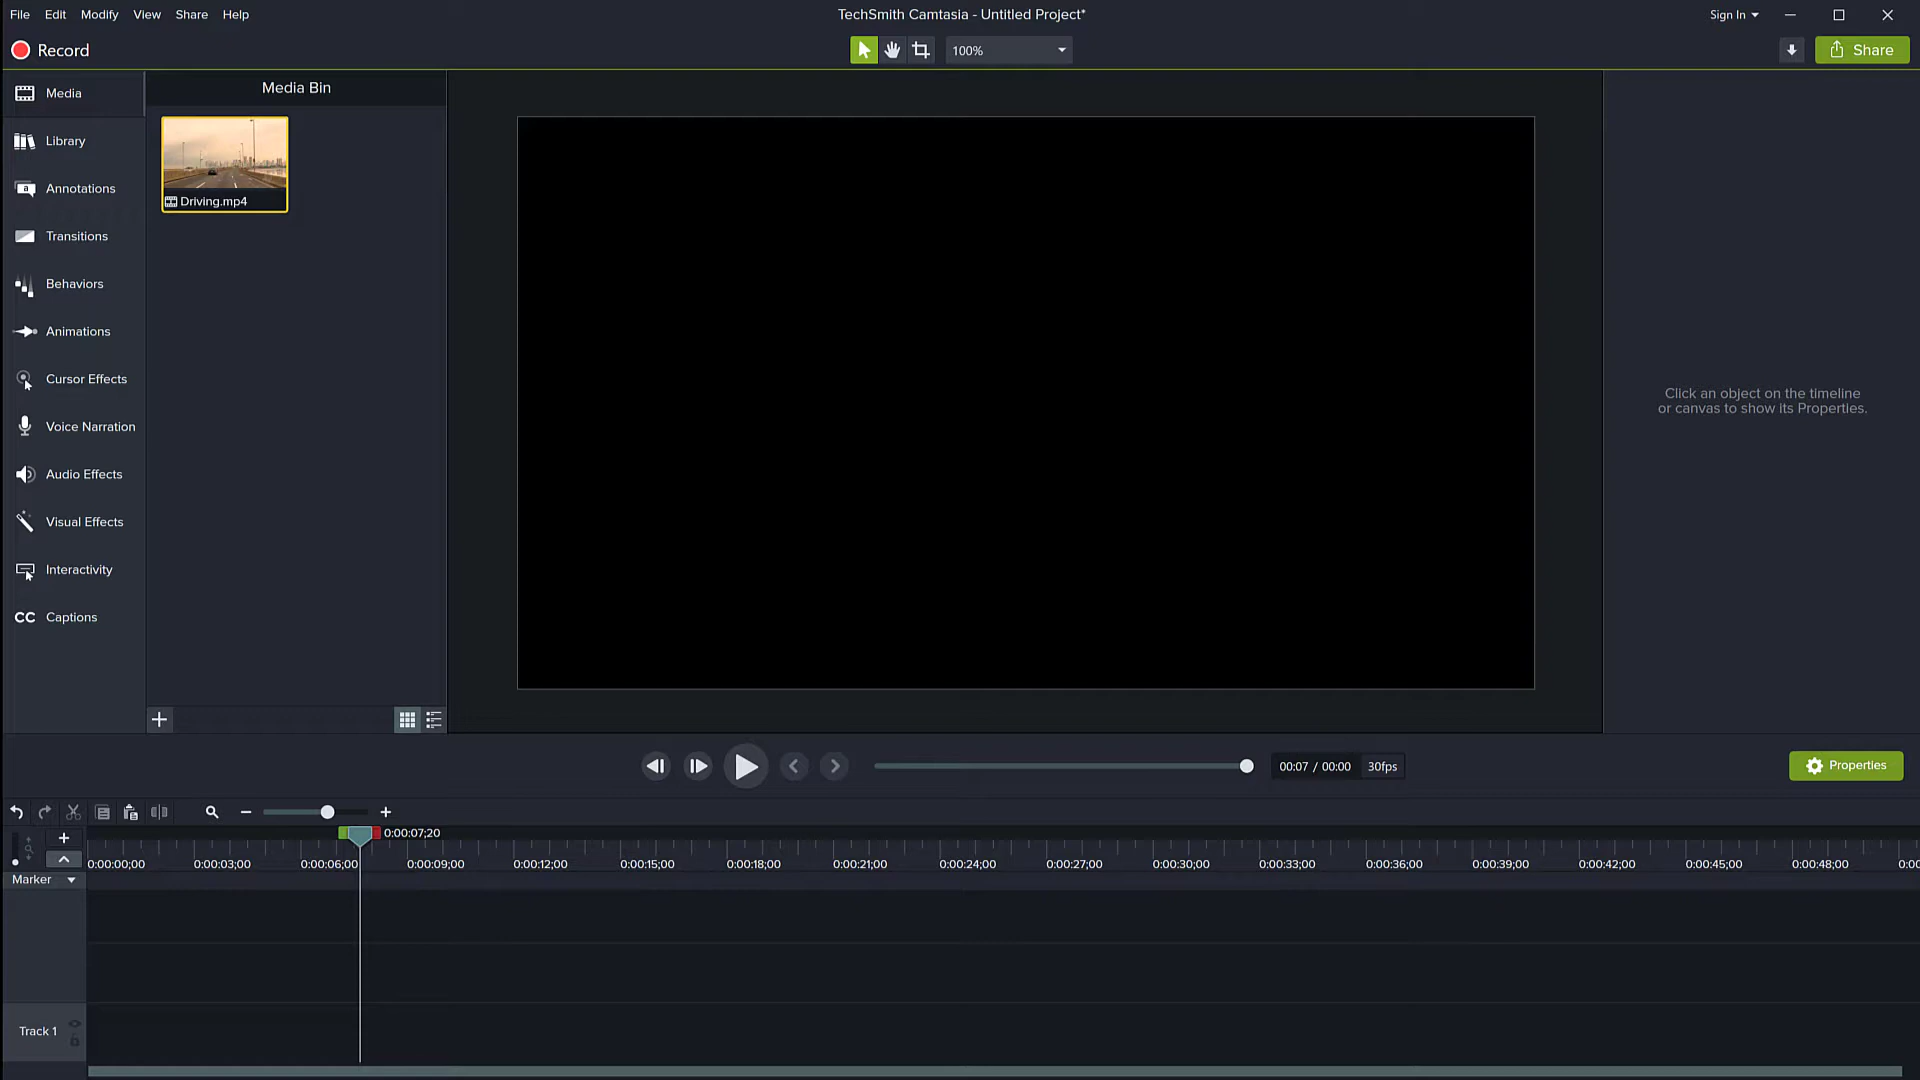 File Edit Modify View Share Help
TechSmith Camtasia - Untitled Project*
Sign In
Record
100%
Share
Media
Library
Annotations
Transitions
Behaviors
Animations
Cursor Effects
Voice Narration
Audio Effects
Visual Effects
Interactivity
CC Captions
Media Bin
Driving.mp4
Click an object on the timeline
or canvas to show its Properties.
00:07 / 00:00 30fps
Properties
0:00:07;20
0:00:00;00 0:00:03;00 0:00:06;00 0:00:09;00 0:00:12;00 0:00:15;00 0:00:18;00 0:00:21;00 0:00:24;00 0:00:27;00 0:00:30;00 0:00:33;00 0:00:36;00 0:00:39;00 0:00:42;00 0:00:45;00 0:00:48;00 0:00
Marker
Track 1